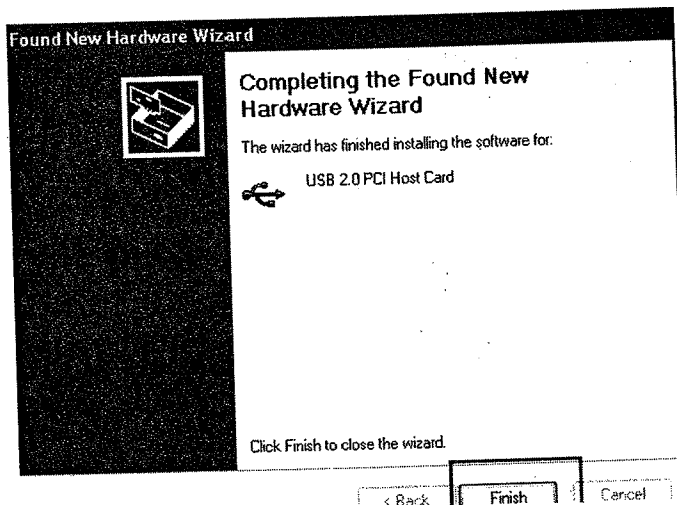 Found New Hardware Wizard
Completing the Found New
Hardware Wizard
The wizard has finished installing the software for:
USB 2.0 PCI Host Card
Click Finish to close the wizard.
< Back
Finish
Cancel